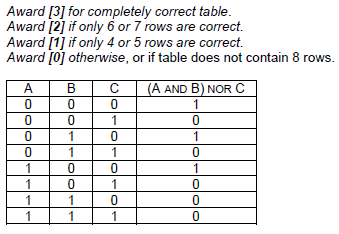 Award [3] for completely correct table.
Award [2] if only 6 or 7 rows are correct.
Award [1] if only 4 or 5 rows are correct.
Award [0] otherwise, or if table does not contain 8 rows.
A B C (A AND B) NOR C
0 0 0 1
0 0 1 0
0 1 0 1
0 1 1 0
1 0 0 1
1 0 1 0
1 1 0 0
1 1 1 0